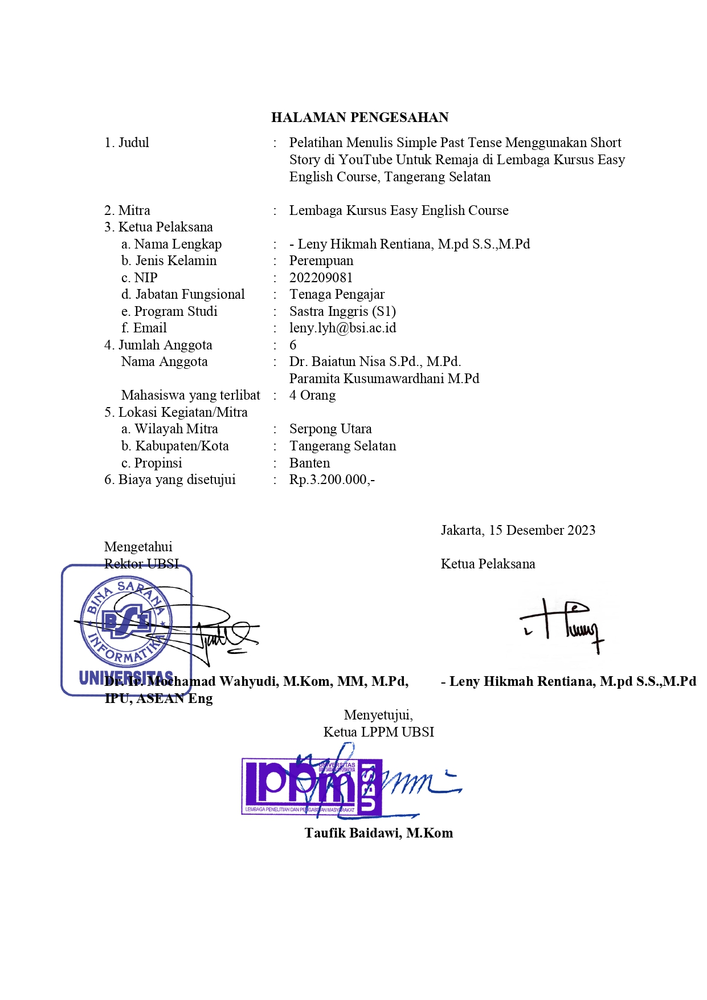 HALAMAN PENGESAHAN
1. Judul : Pelatihan Menulis Simple Past Tense Menggunakan Short
Story di YouTube Untuk Remaja di Lembaga Kursus Easy
English Course, Tangerang Selatan
2. Mitra : Lembaga Kursus Easy English Course
3. Ketua Pelaksana
a. Nama Lengkap : - Leny Hikmah Rentiana, M.pd S.S.,M.Pd
b. Jenis Kelamin : Perempuan
c. NIP : 202209081
d. Jabatan Fungsional : Tenaga Pengajar
e. Program Studi : Sastra Inggris (S1)
f. Email : leny.lyh@bsi.ac.id
4. Jumlah Anggota : 6
Nama Anggota : Dr. Baiatun Nisa S.Pd., M.Pd.
Paramita Kusumawardhani M.Pd
Mahasiswa yang terlibat : 4 Orang
5. Lokasi Kegiatan/Mitra
a. Wilayah Mitra : Serpong Utara
b. Kabupaten/Kota : Tangerang Selatan
c. Propinsi : Banten
6. Biaya yang disetujui : Rp.3.200.000,-
Jakarta, 15 Desember 2023
Mengetahui
Rektor UBSI Ketua Pelaksana
BINA SARANA
BSI
INFORMATIKA
UNIVERSITAS
Dr. Ir. Mochamad Wahyudi, M.Kom, MM, M.Pd, - Leny Hikmah Rentiana, M.pd S.S.,M.Pd
IPU, ASEAN Eng
Menyetujui,
Ketua LPPM UBSI
lppm
UNIVERSITAS
BINA SARANA INFORMATIKA
UBSI
LEMBAGA PENELITIAN DAN PENGABDIAN MASYARAKAT
Taufik Baidawi, M.Kom